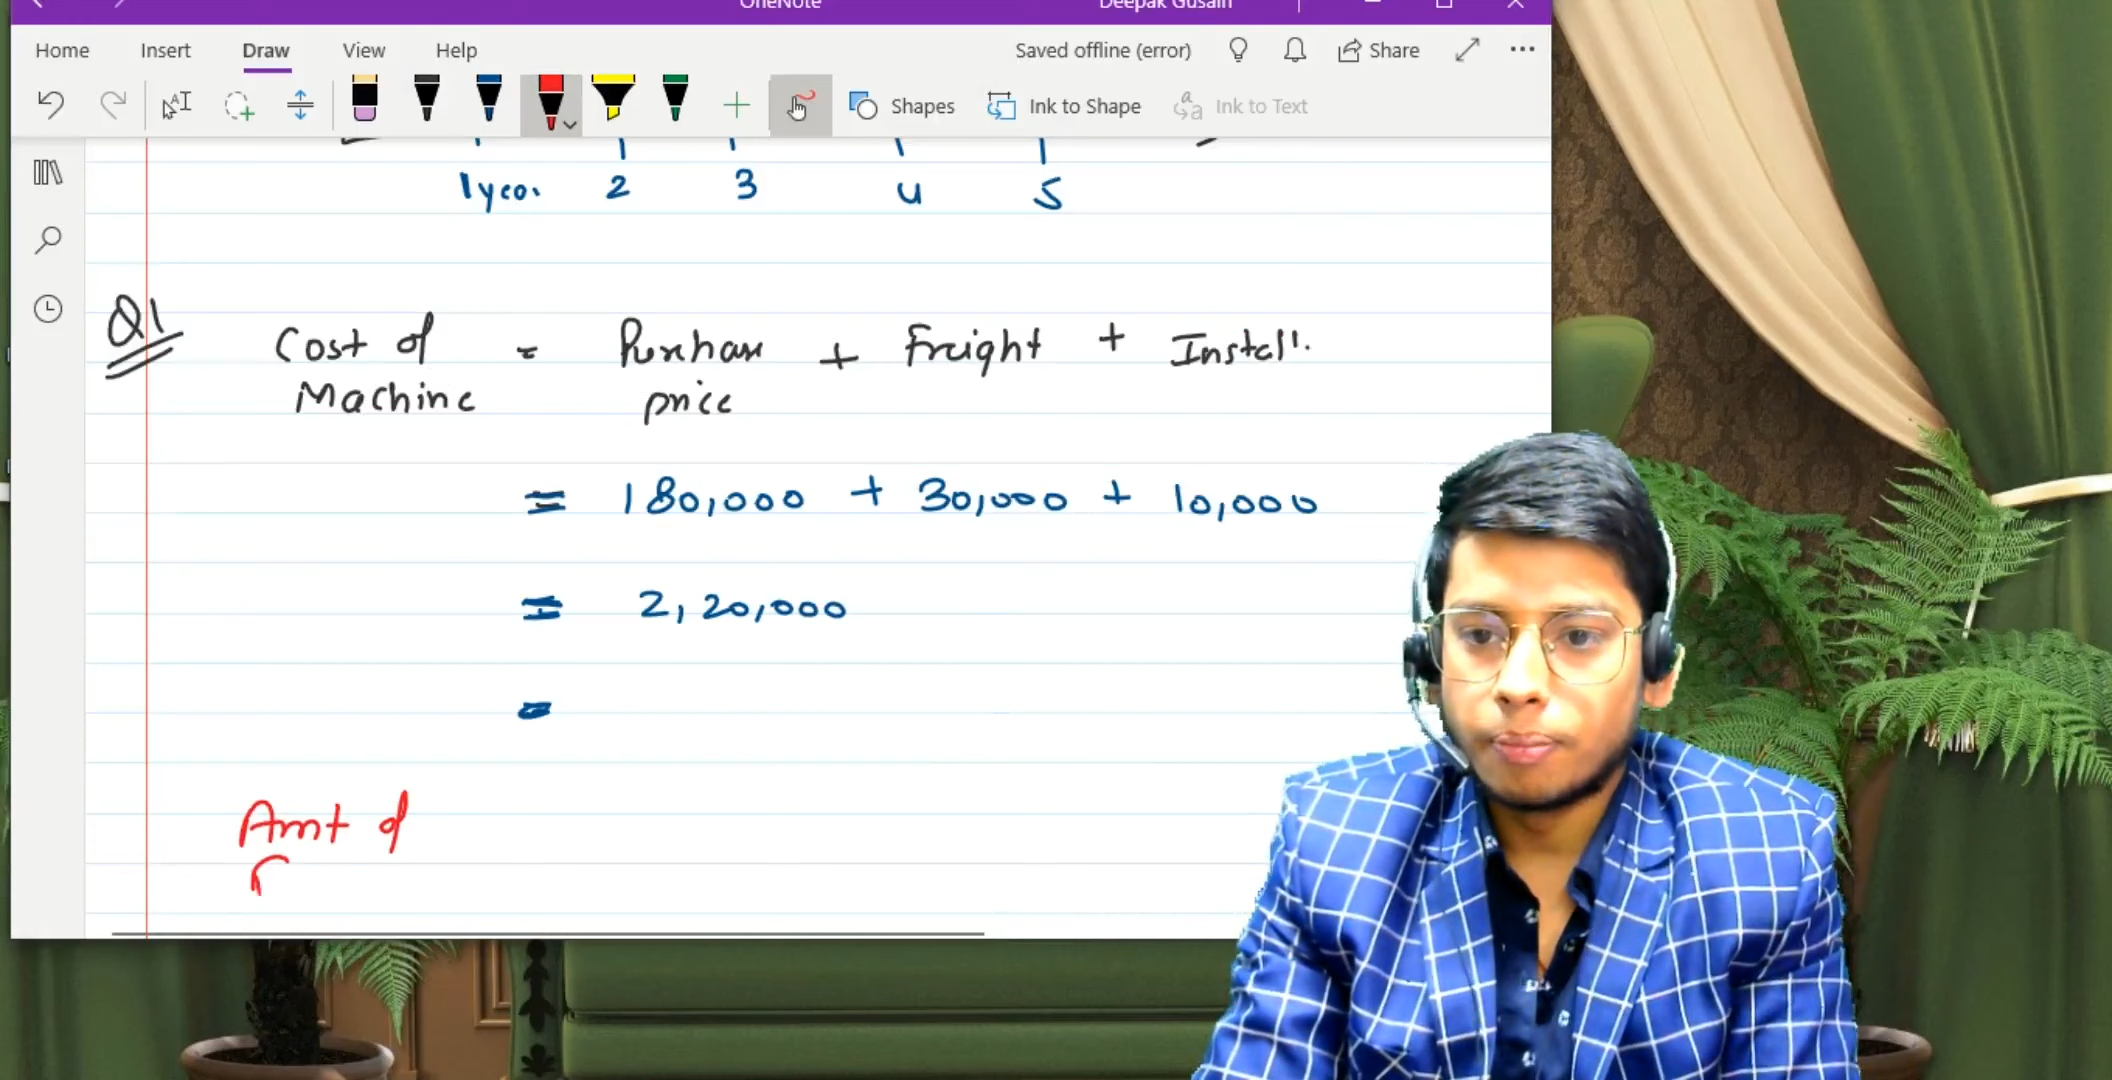 OneNote
Deepak Gusain
Home Insert Draw View Help
Saved offline (error) Share
Shapes Ink to Shape Ink to Text
2 3 4 5
Q1
Cost of = + Freight + Install.
Machine price
= 180,000 + 30,000 + 10,000
= 2,20,000
=
Amt of